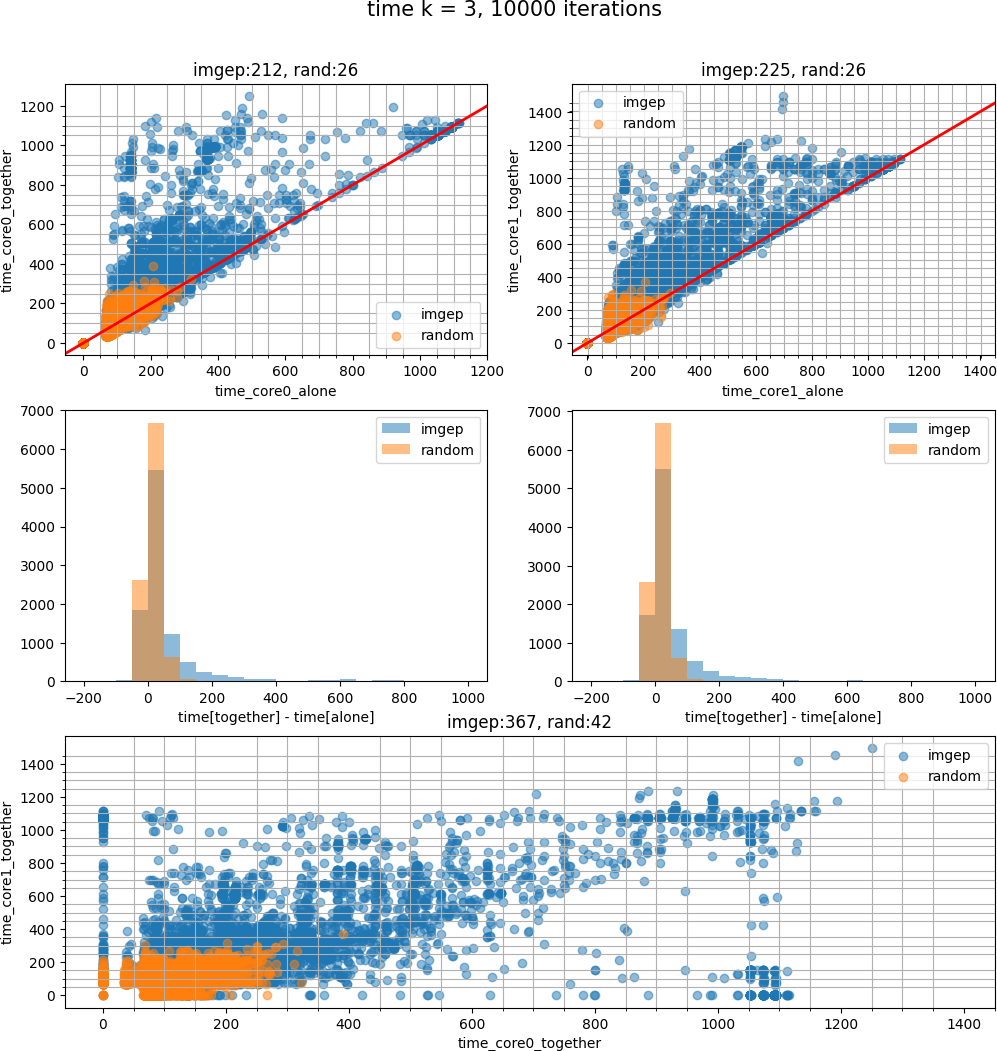 time k = 3, 10000 iterations
imgep:212, rand:26
1200
1000
800
600
400
200
0
time_core0_together
imgep
random
0 200 400 600 800 1000 1200
time_core0_alone
imgep:225, rand:26
imgep
random
1400
1200
1000
800
600
400
200
0
time_core1_together
0 200 400 600 800 1000 1200 1400
time_core1_alone
7000
6000
5000
4000
3000
2000
1000
0
imgep
random
−200 0 200 400 600 800 1000
time[together] - time[alone]
7000
6000
5000
4000
3000
2000
1000
0
imgep
random
−200 0 200 400 600 800 1000
time[together] - time[alone]
imgep:367, rand:42
imgep
random
1400
1200
1000
800
600
400
200
0
time_core1_together
0 200 400 600 800 1000 1200 1400
time_core0_together